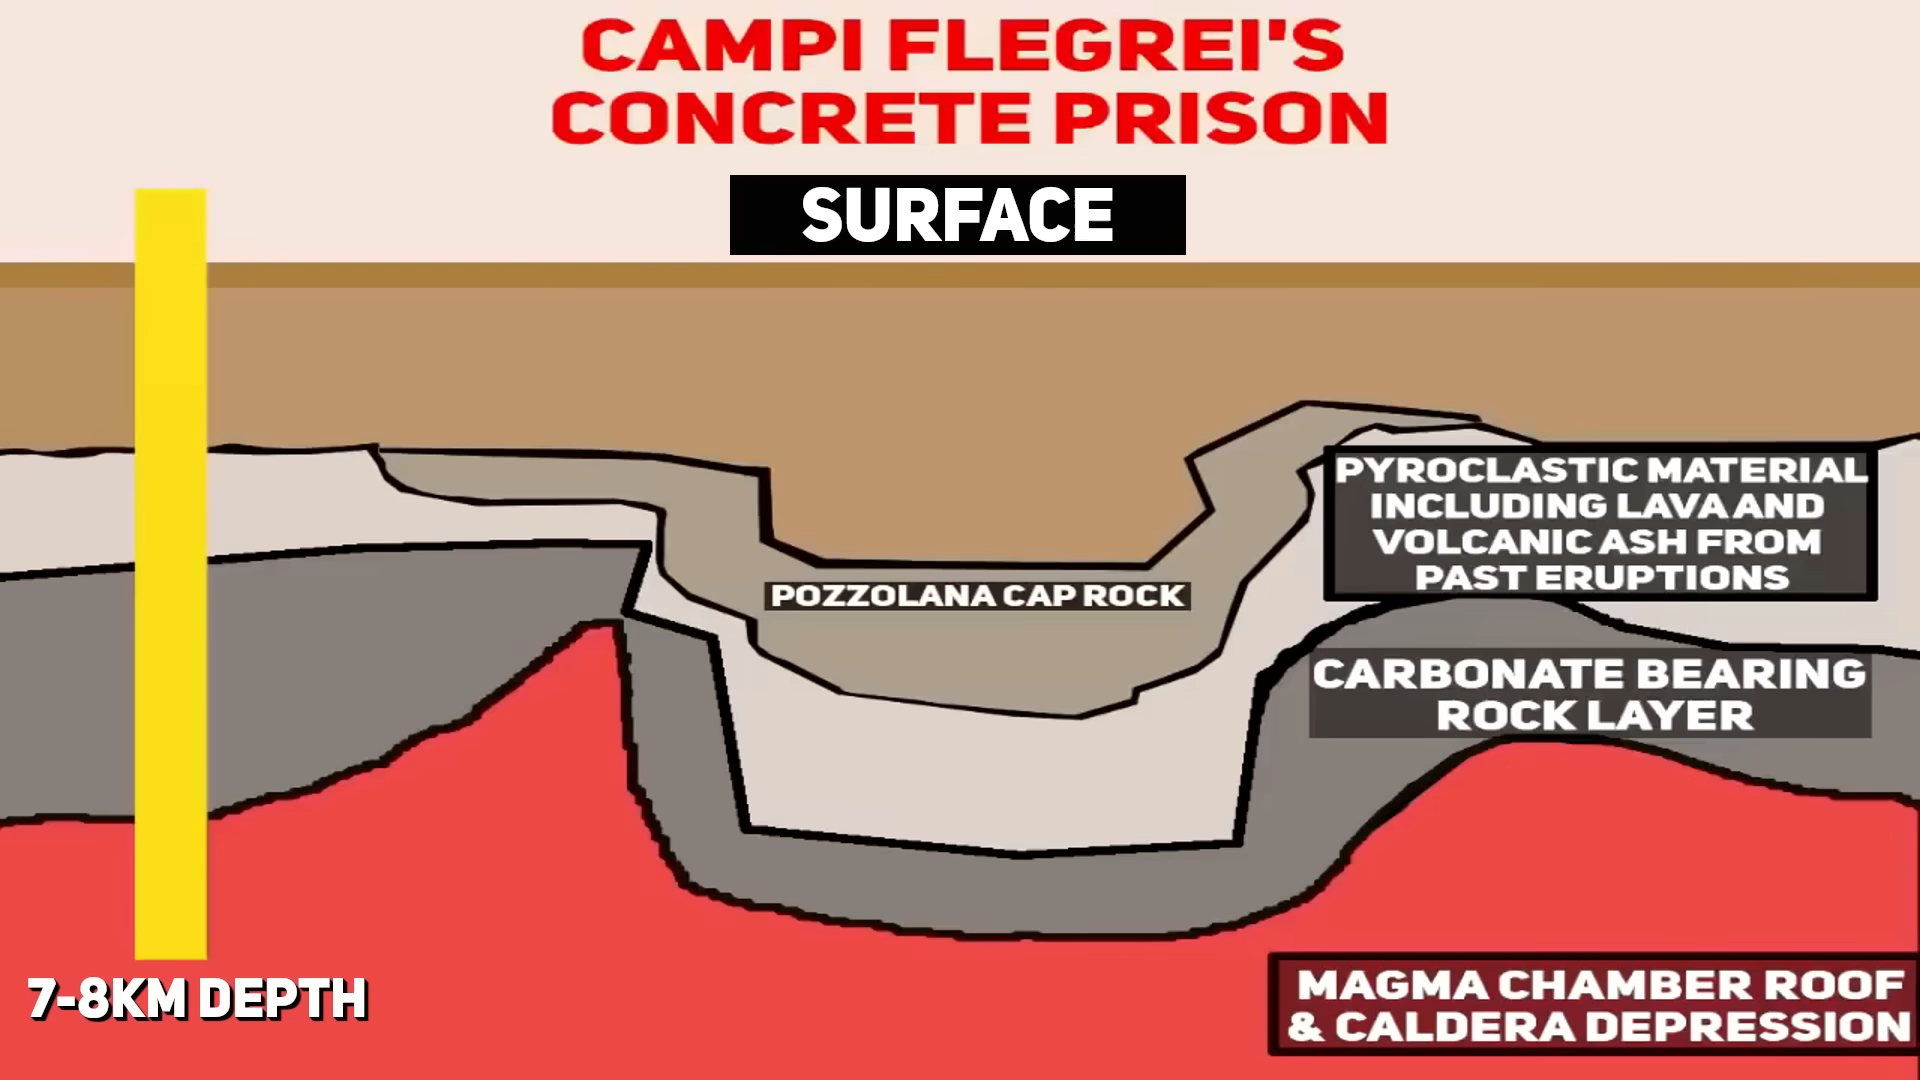 CAMPI FLEGREI'S
CONCRETE PRISON
SURFACE
PYROCLASTIC MATERIAL
INCLUDING LAVA AND
VOLCANIC ASH FROM
PAST ERUPTIONS
POZZOLANA CAP ROCK
CARBONATE BEARING
ROCK LAYER
7-8KM DEPTH
MAGMA CHAMBER ROOF
& CALDERA DEPRESSION